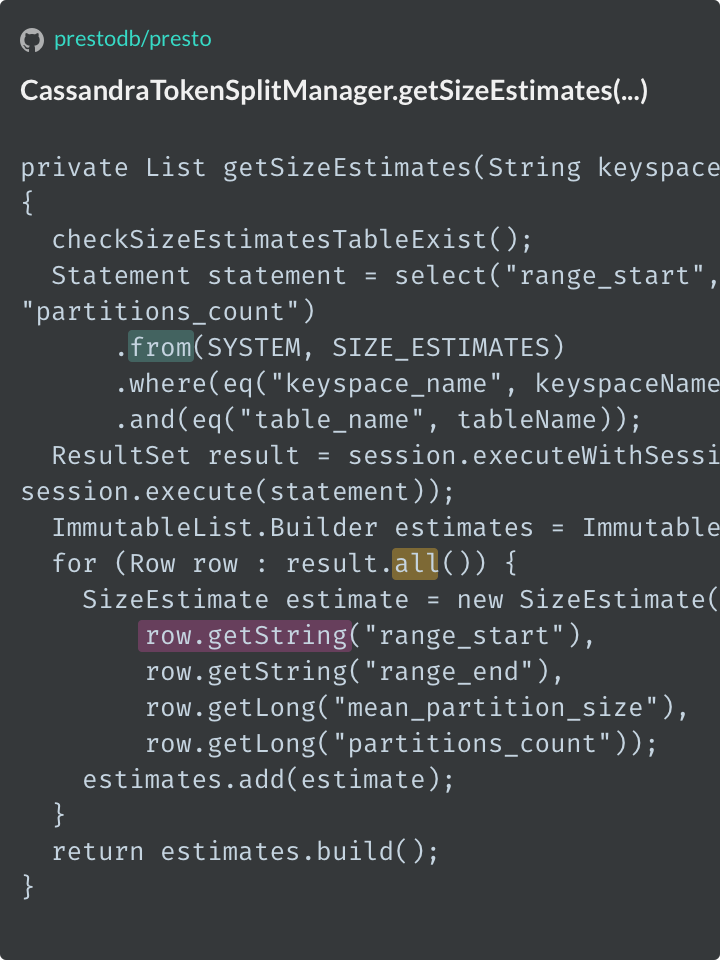 prestodb/presto
CassandraTokenSplitManager.getSizeEstimates(...)
private List getSizeEstimates(String keyspace
{
checkSizeEstimatesTableExist();
Statement statement = select("range_start",
"partitions_count")
.from(SYSTEM, SIZE_ESTIMATES)
.where(eq("keyspace_name", keyspaceName
.and(eq("table_name", tableName));
ResultSet result = session.executeWithSessi
session.execute(statement));
ImmutableList.Builder estimates = Immutable
for (Row row : result.all()) {
SizeEstimate estimate = new SizeEstimate(
row.getString("range_start"),
row.getString("range_end"),
row.getLong("mean_partition_size"),
row.getLong("partitions_count"));
estimates.add(estimate);
}
return estimates.build();
}